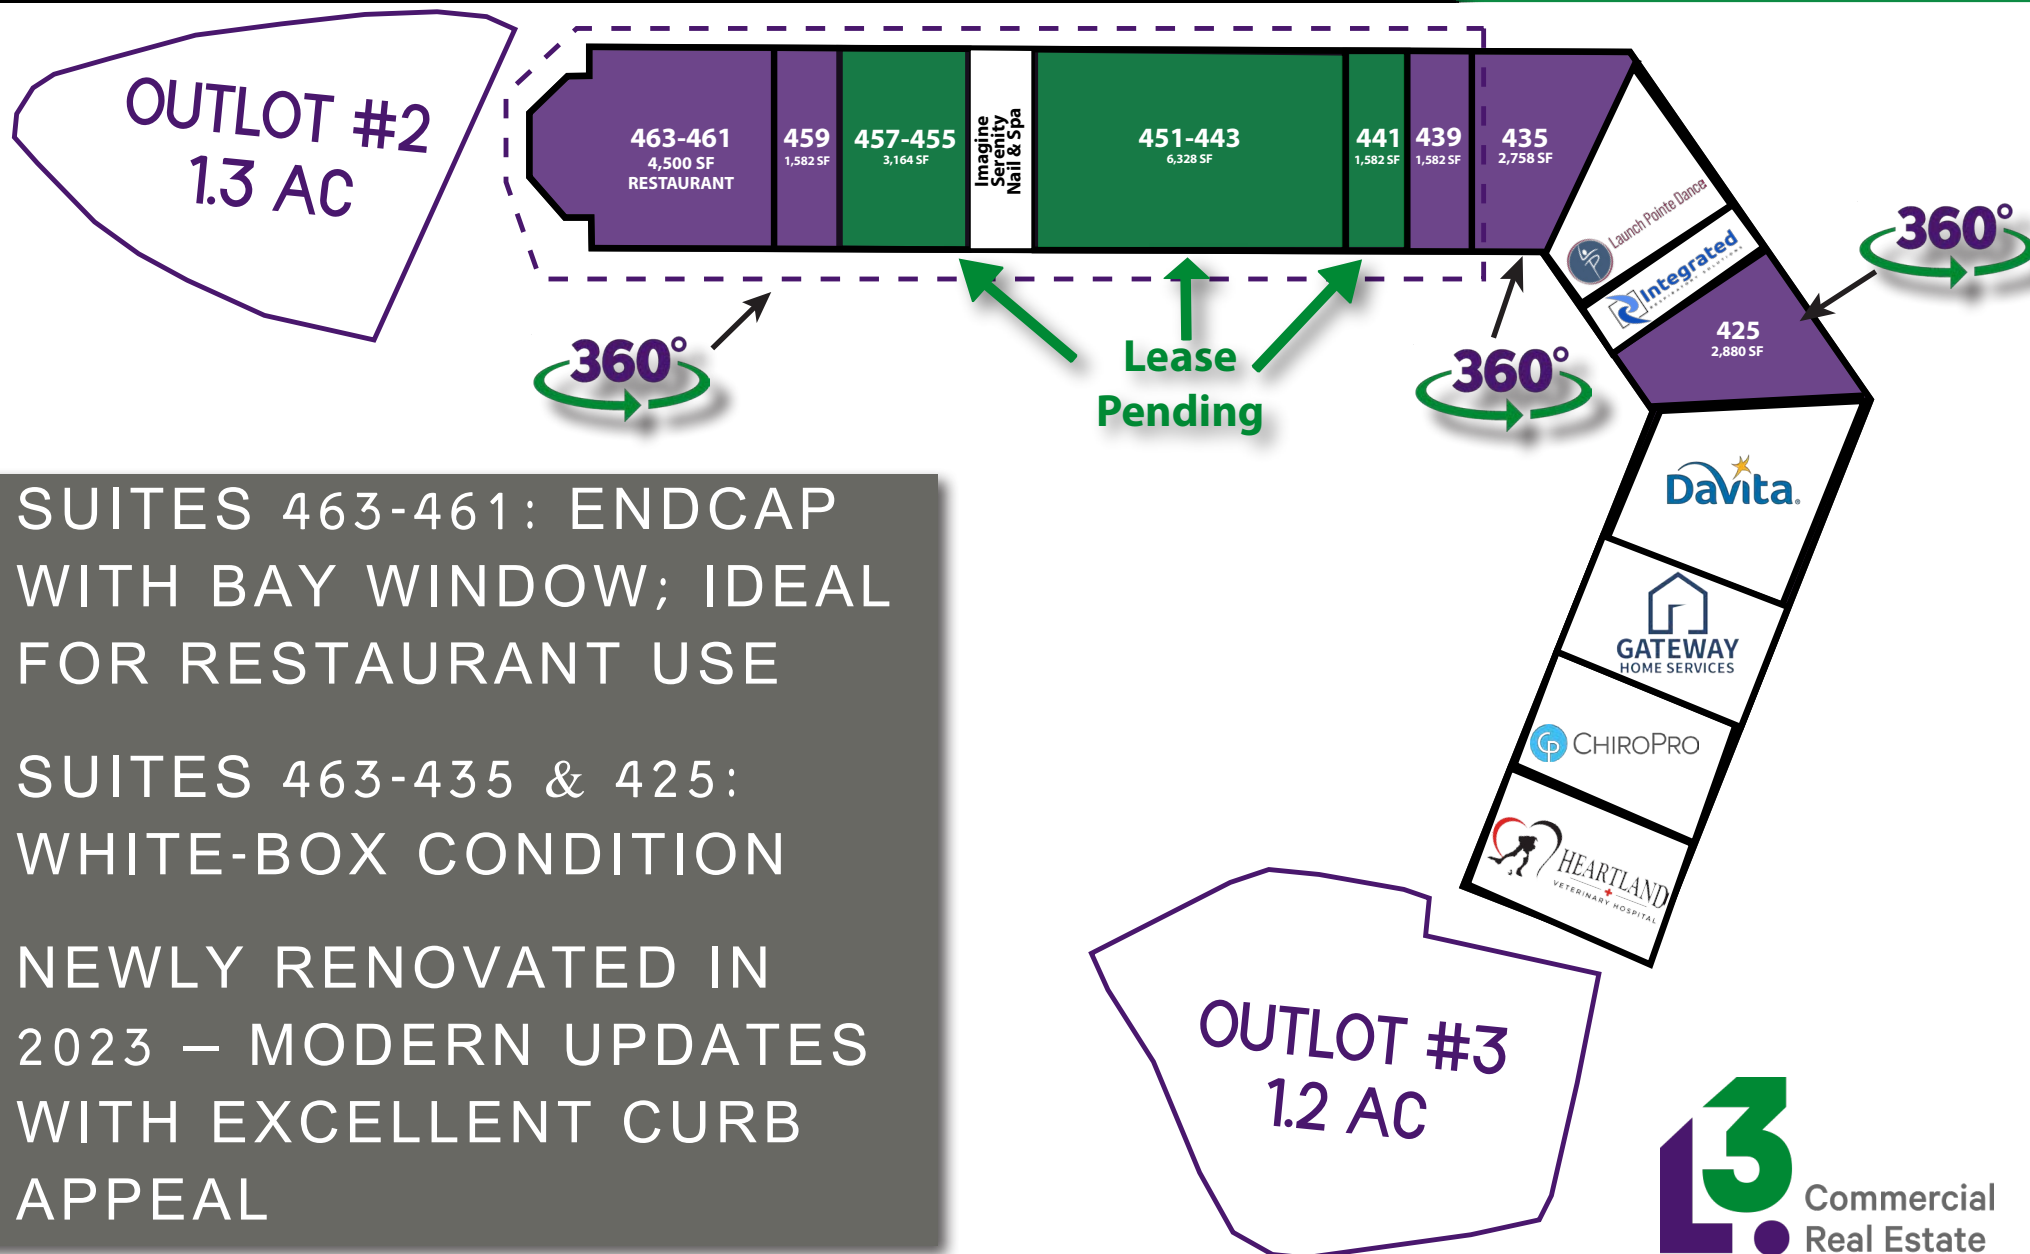 OUTLOT #2
1.3 AC
463-461
4,500 SF
RESTAURANT
459
1,582 SF
457-455
3,164 SF
Imagine
Serenity
Nail & Spa
451-443
6,328 SF
441
1,582 SF
439
1,582 SF
435
2,758 SF
Launch Pointe Dance
Integrated
425
2,880 SF
360°
360°
360°
Lease
Pending
DaVita
GATEWAY
HOME SERVICES
CHIROPRO
HEARTLAND
VETERINARY HOSPITAL
SUITES 463-461: ENDCAP
WITH BAY WINDOW; IDEAL
FOR RESTAURANT USE
SUITES 463-435 & 425:
WHITE-BOX CONDITION
NEWLY RENOVATED IN
2023 – MODERN UPDATES
WITH EXCELLENT CURB
APPEAL
OUTLOT #3
1.2 AC
L3
Commercial
Real Estate